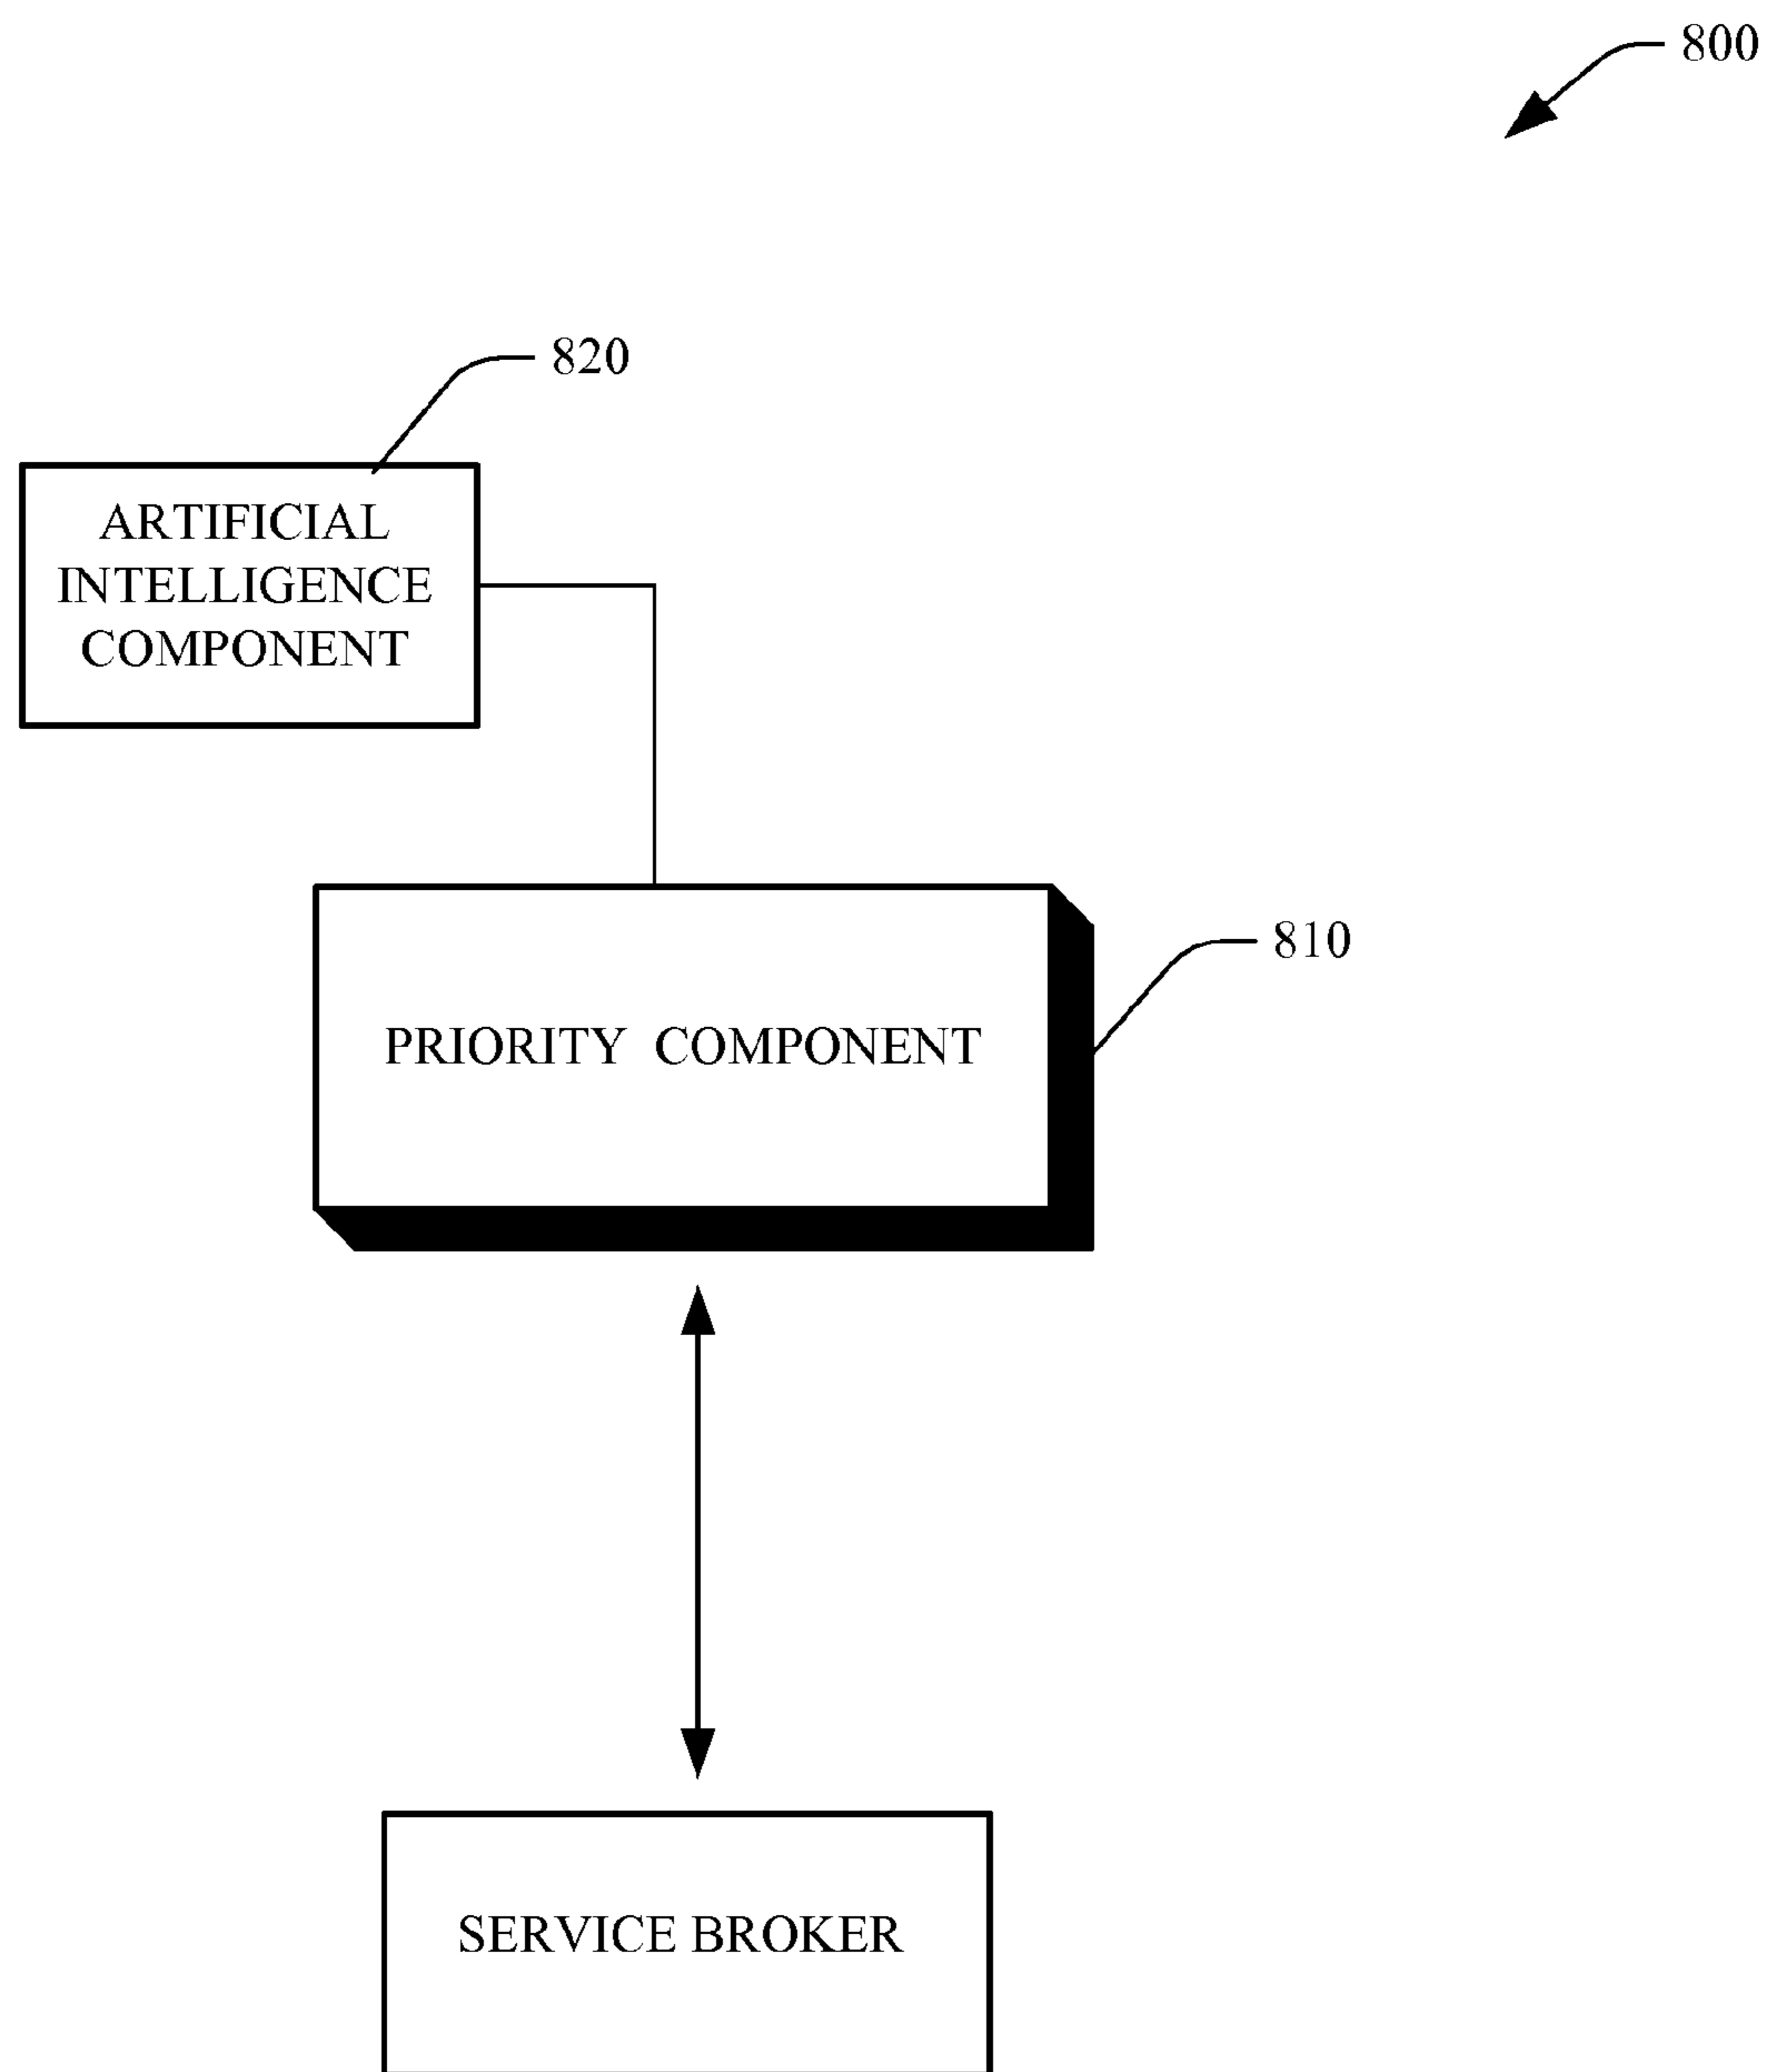 800
820
ARTIFICIAL
INTELLIGENCE
COMPONENT
810
PRIORITY COMPONENT
SERVICE BROKER